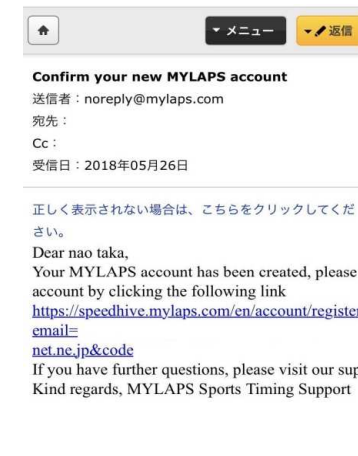 メニュー
返信
Confirm your new MYLAPS account
送信者：noreply@mylaps.com
宛先：
Cc：
受信日：2018年05月26日
正しく表示されない場合は、こちらをクリックしてくだ
さい。
Dear nao taka,
Your MYLAPS account has been created, please
account by clicking the following link
https://speedhive.mylaps.com/en/account/register
email=
net.ne.jp&code
If you have further questions, please visit our sup
Kind regards, MYLAPS Sports Timing Support